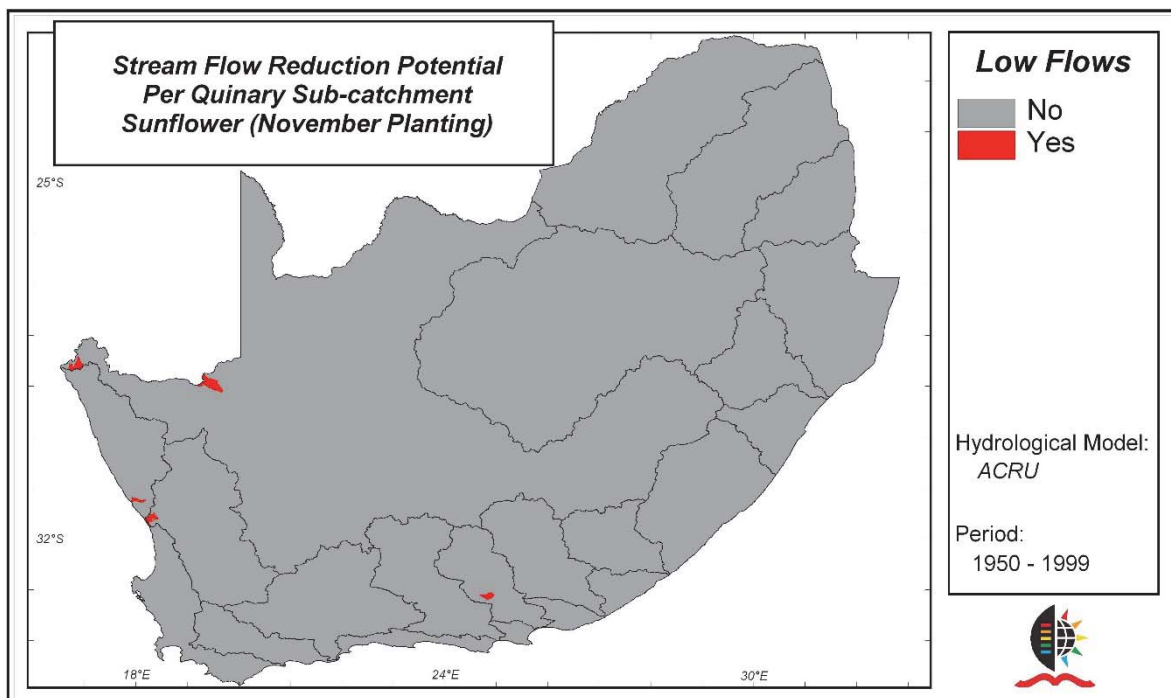 Stream Flow Reduction Potential
Per Quinary Sub-catchment
Sunflower (November Planting)
Low Flows
No
Yes
25°S
32°S
18°E
24°E
30°E
Hydrological Model:
ACRU
Period:
1950 - 1999